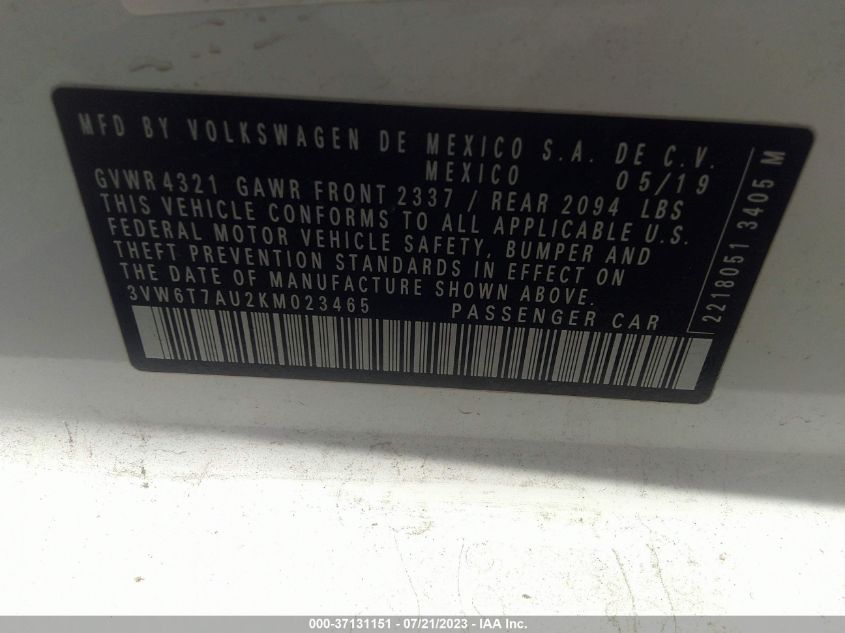 MFD BY VOLKSWAGEN DE MEXICO S.A. DE C.V.
MEXICO 05/19
GVWR 4321 GAWR FRONT 2337 / REAR 2094 LBS
THIS VEHICLE CONFORMS TO ALL APPLICABLE U.S.
FEDERAL MOTOR VEHICLE SAFETY, BUMPER AND
THEFT PREVENTION STANDARDS IN EFFECT ON
THE DATE OF MANUFACTURE SHOWN ABOVE.
3VW6T7AU2KM023465 PASSENGER CAR
2218051 3405 M
000-37131151 - 07/21/2023 - IAA Inc.